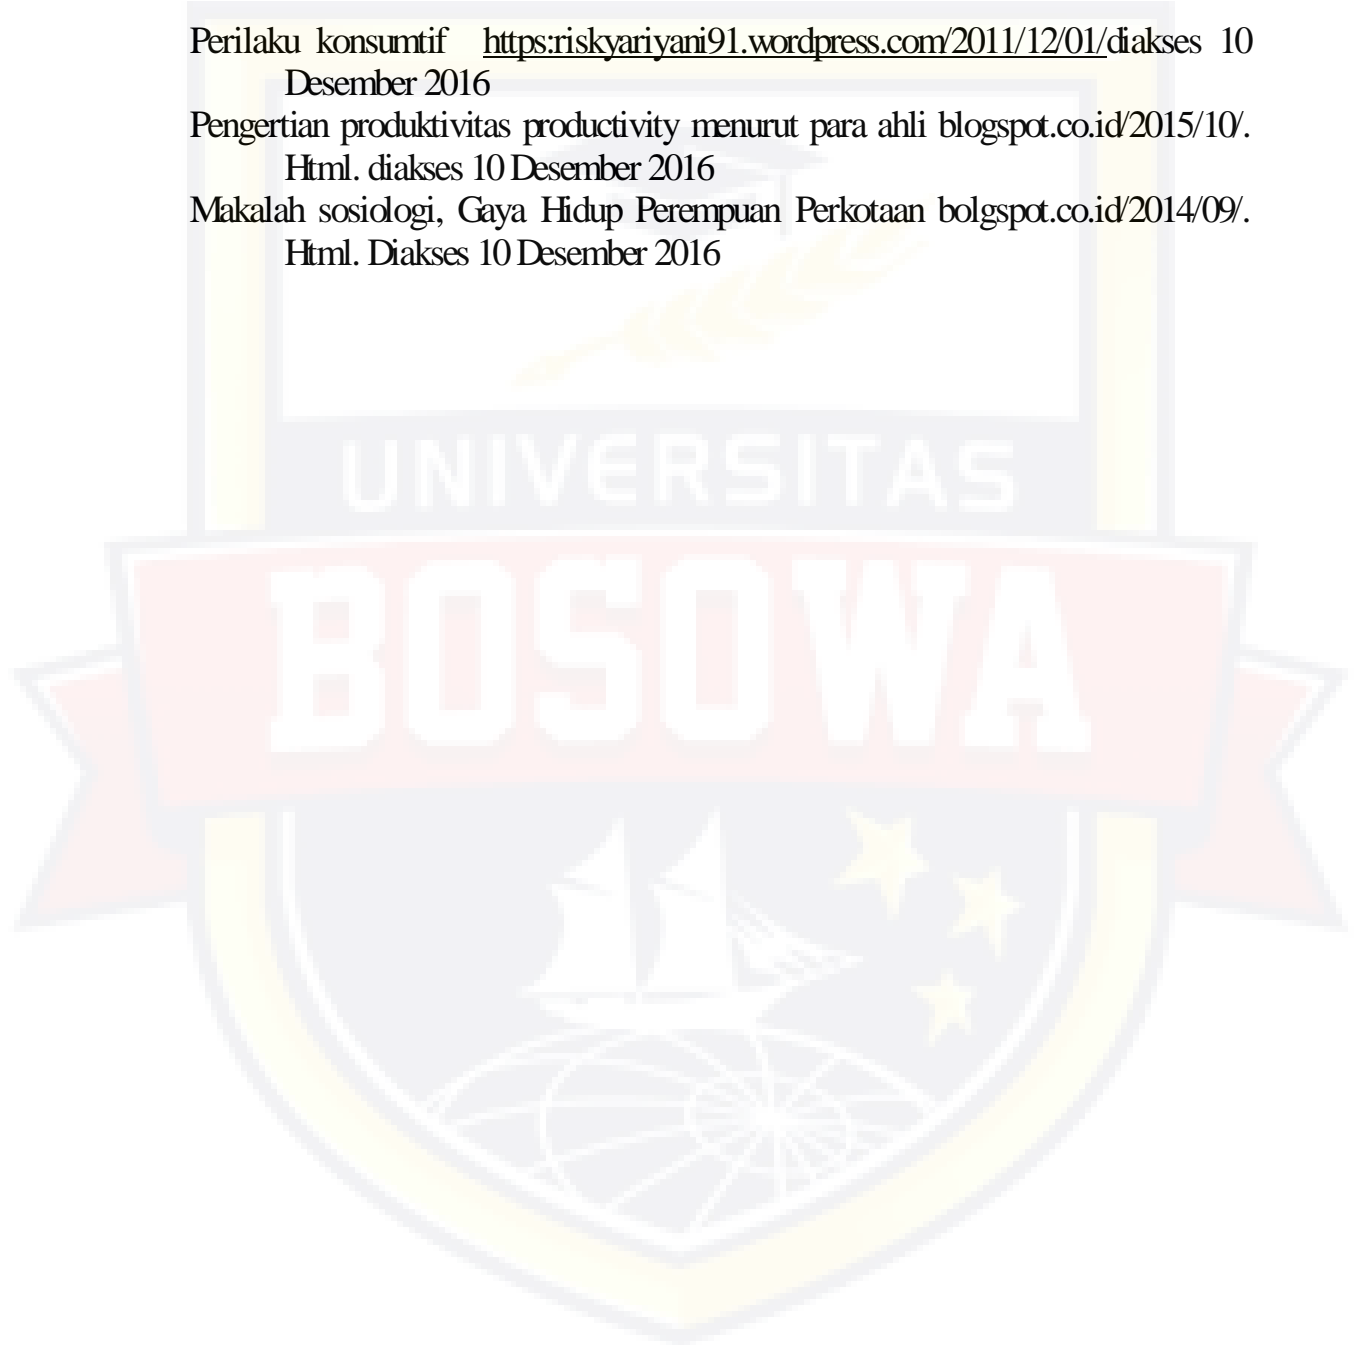 Perilaku konsumtif https:riskyariyani91.wordpress.com/2011/12/01/diakses 10
Desember 2016
Pengertian produktivitas productivity menurut para ahli blogspot.co.id/2015/10/.
Html. diakses 10 Desember 2016
Makalah sosiologi, Gaya Hidup Perempuan Perkotaan bolgspot.co.id/2014/09/.
Html. Diakses 10 Desember 2016
UNIVERSITAS
BOSOWA